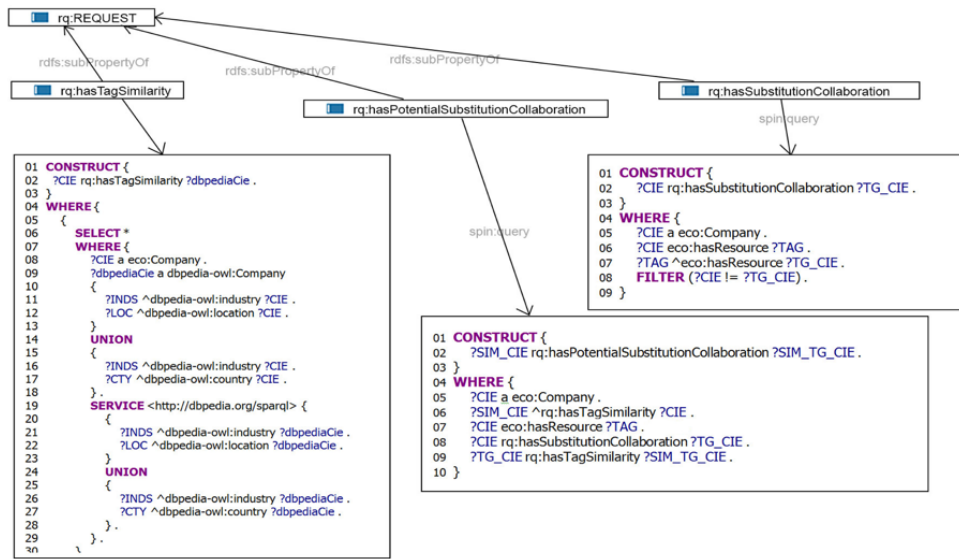 rq:REQUEST
rdfs:subPropertyOf
rdfs:subPropertyOf
rdfs:subPropertyOf
rq:hasTagSimilarity
rq:hasPotentialSubstitutionCollaboration
rq:hasSubstitutionCollaboration
spin:query
spin:query
01 CONSTRUCT {
02 ?CIE rq:hasTagSimilarity ?dbpediaCie .
03 }
04 WHERE {
05 {
06 SELECT *
07 WHERE {
08 ?CIE a eco:Company .
09 ?dbpediaCie a dbpedia-owl:Company
10 {
11 ?INDS ^dbpedia-owl:industry ?CIE .
12 ?LOC ^dbpedia-owl:location ?CIE .
13 }
14 UNION
15 {
16 ?INDS ^dbpedia-owl:industry ?CIE .
17 ?CTY ^dbpedia-owl:country ?CIE .
18 } .
19 SERVICE <http://dbpedia.org/sparql> {
20 {
21 ?INDS ^dbpedia-owl:industry ?dbpediaCie .
22 ?LOC ^dbpedia-owl:location ?dbpediaCie .
23 }
24 UNION
25 {
26 ?INDS ^dbpedia-owl:industry ?dbpediaCie .
27 ?CTY ^dbpedia-owl:country ?dbpediaCie .
28 } .
29 } .
30 }
01 CONSTRUCT {
02 ?CIE rq:hasSubstitutionCollaboration ?TG_CIE .
03 }
04 WHERE {
05 ?CIE a eco:Company .
06 ?CIE eco:hasResource ?TAG .
07 ?TAG ^eco:hasResource ?TG_CIE .
08 FILTER (?CIE != ?TG_CIE) .
09 }
01 CONSTRUCT {
02 ?SIM_CIE rq:hasPotentialSubstitutionCollaboration ?SIM_TG_CIE .
03 }
04 WHERE {
05 ?CIE a eco:Company .
06 ?SIM_CIE ^rq:hasTagSimilarity ?CIE .
07 ?CIE eco:hasResource ?TAG .
08 ?CIE rq:hasSubstitutionCollaboration ?TG_CIE .
09 ?TG_CIE rq:hasTagSimilarity ?SIM_TG_CIE .
10 }